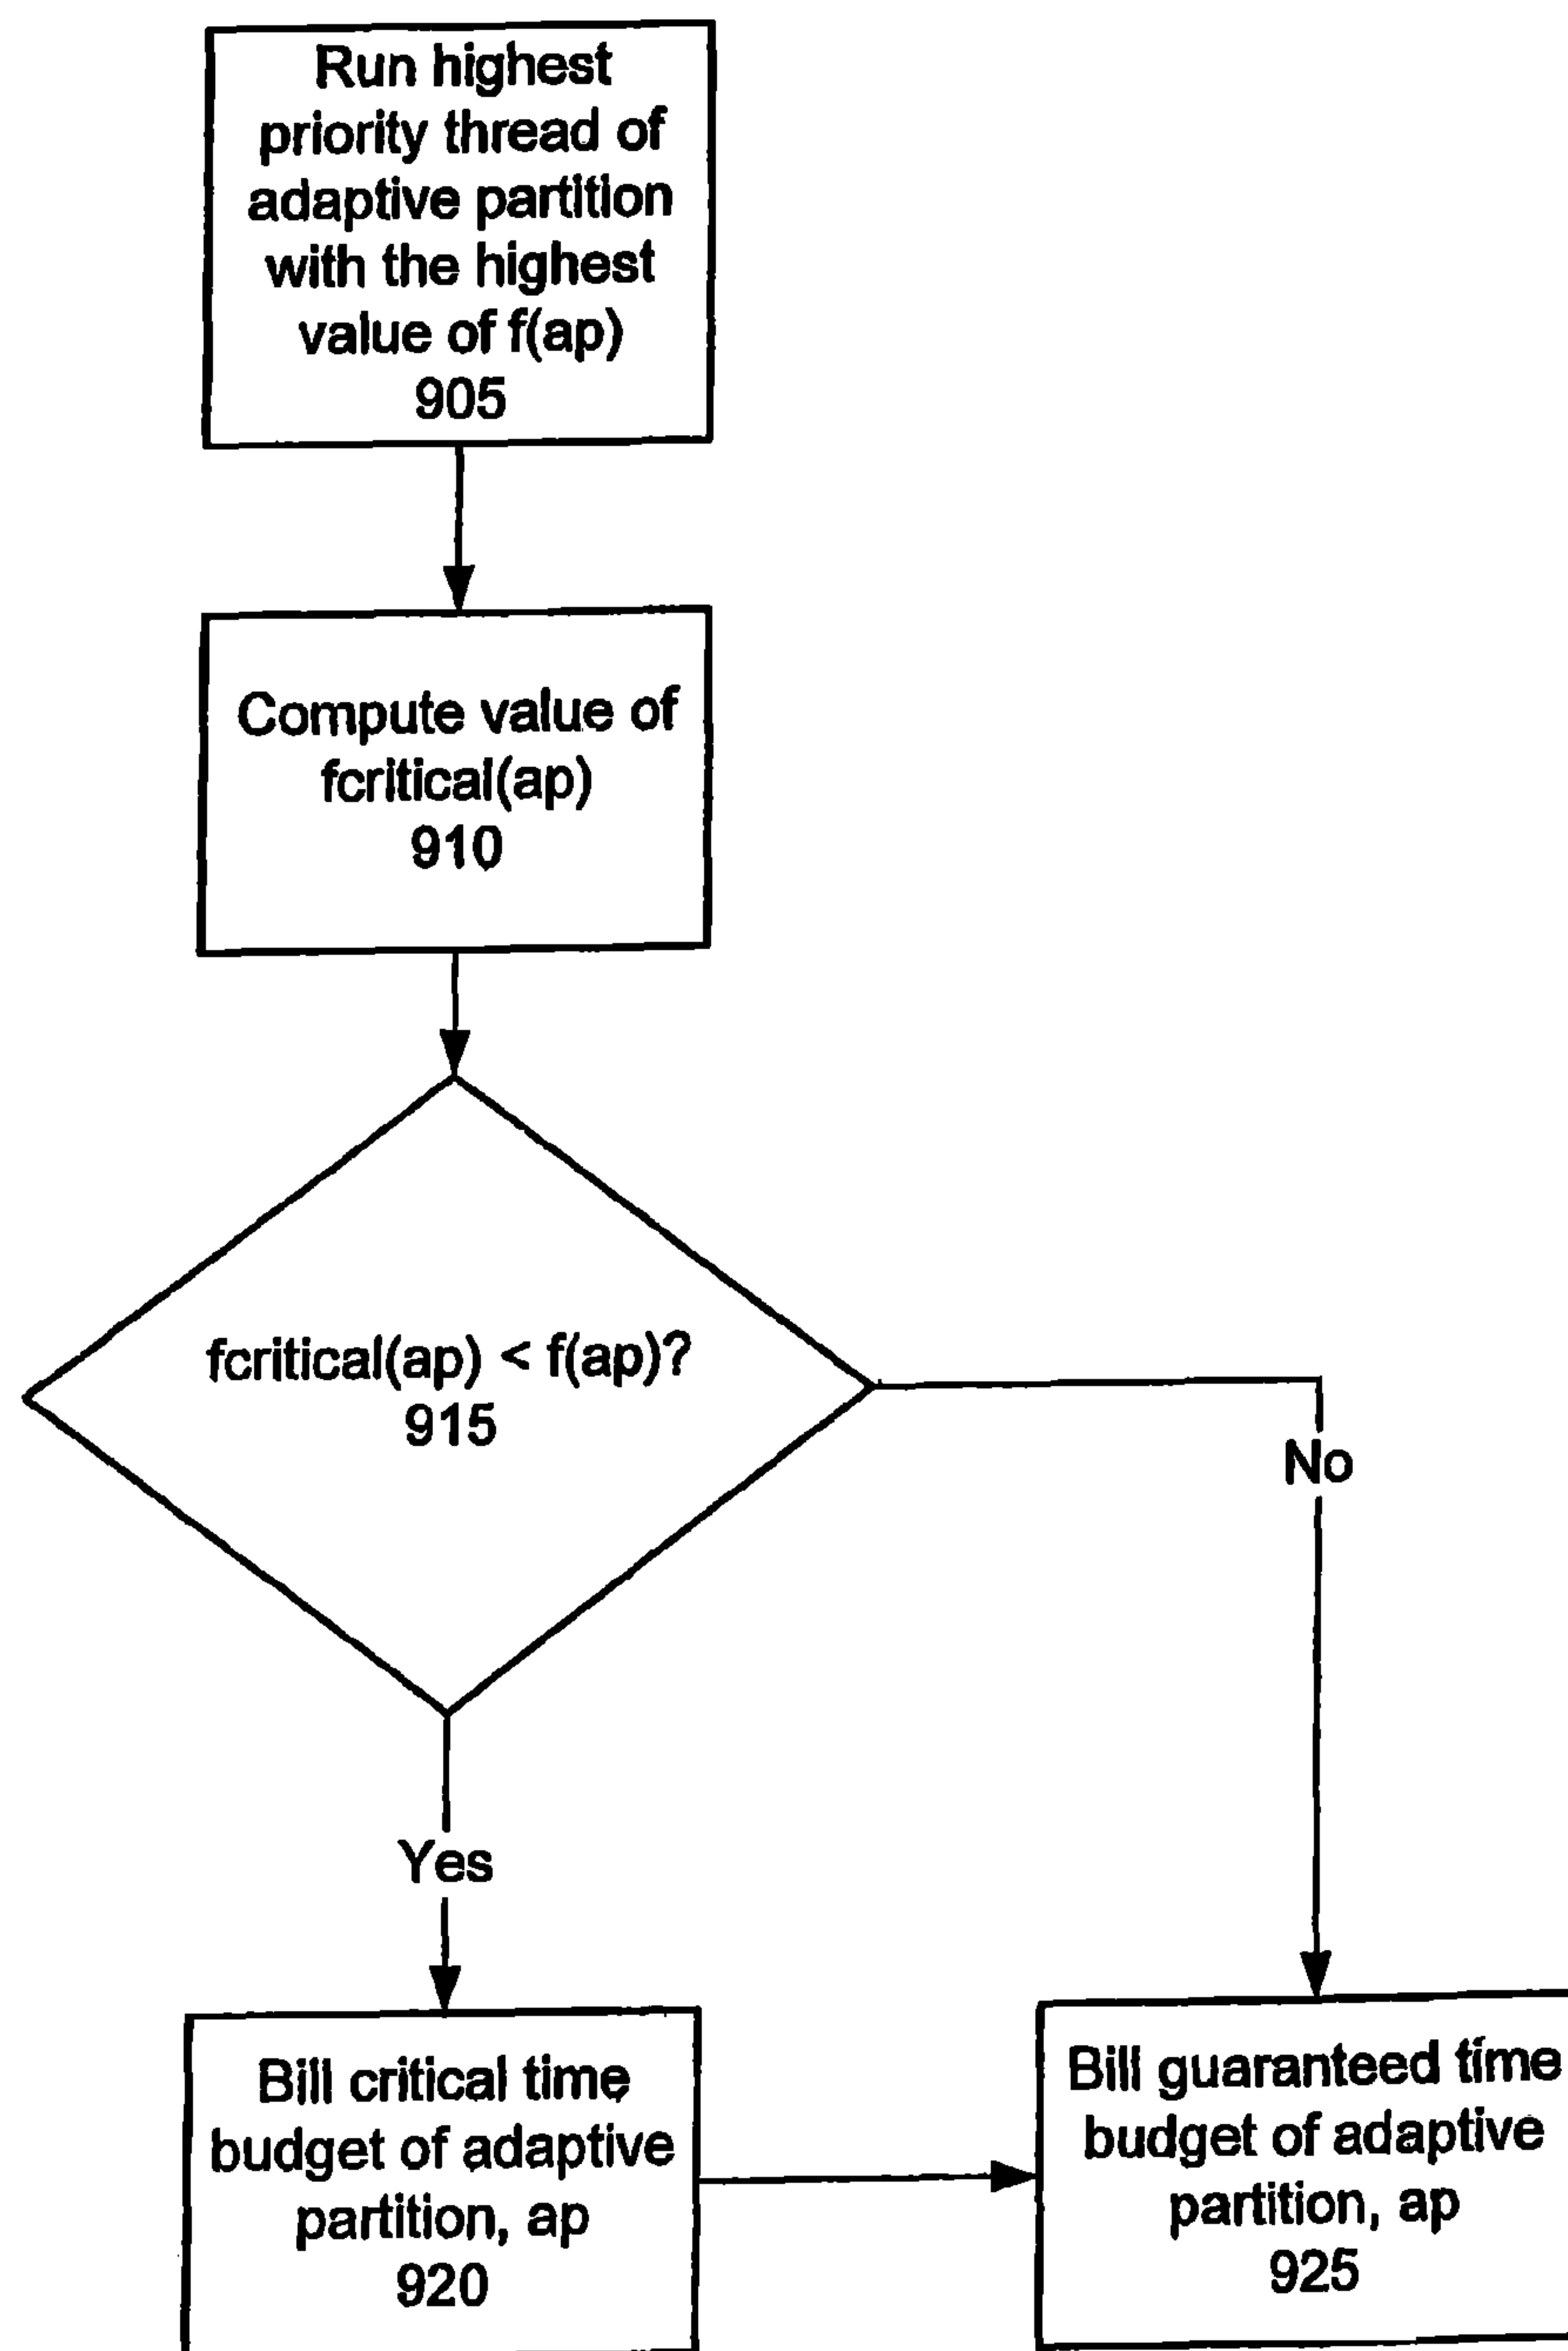 Run highest
priority thread of
adaptive partition
with the highest
value of f(ap)
905
Compute value of
fcritical(ap)
910
fcritical(ap) < f(ap)?
915
No
Yes
Bill critical time
budget of adaptive
partition, ap
920
Bill guaranteed time
budget of adaptive
partition, ap
925